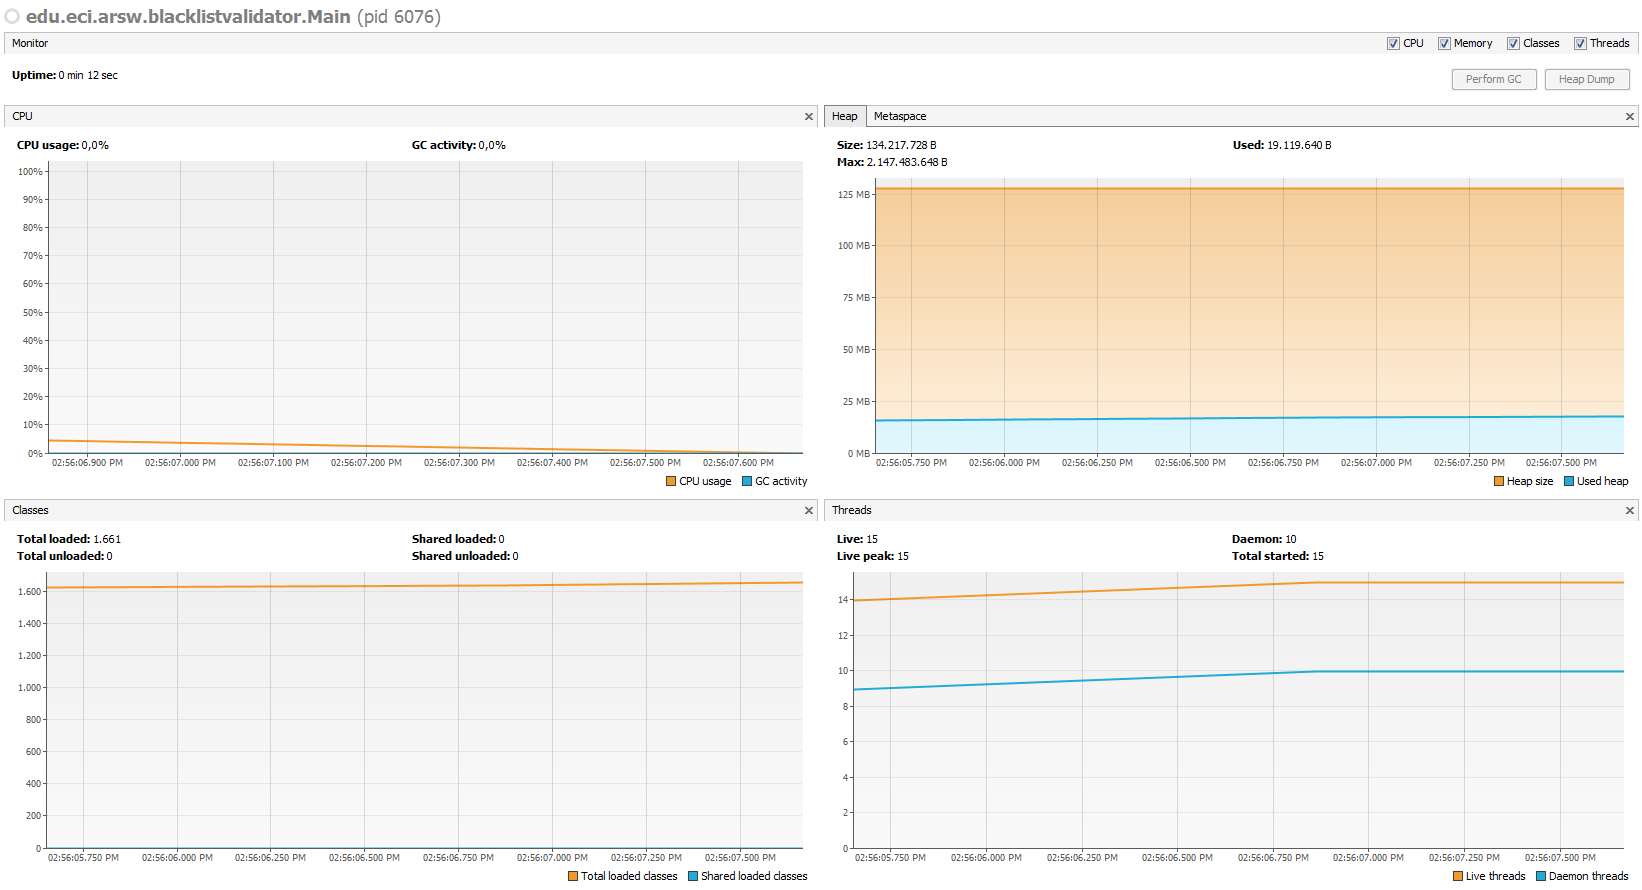 edu.eci.arsw.blacklistvalidator.Main (pid 6076)
Monitor
CPU Memory Classes Threads
Uptime: 0 min 12 sec
Perform GC Heap Dump
CPU
CPU usage: 0,0% GC activity: 0,0%
100%
90%
80%
70%
60%
50%
40%
30%
20%
10%
0%
02:56:06.900 PM 02:56:07.000 PM 02:56:07.100 PM 02:56:07.200 PM 02:56:07.300 PM 02:56:07.400 PM 02:56:07.500 PM 02:56:07.600 PM
CPU usage GC activity
Heap Metaspace
Size: 134.217.728 B Used: 19.119.640 B
Max: 2.147.483.648 B
125 MB
100 MB
75 MB
50 MB
25 MB
0 MB
02:56:05.750 PM 02:56:06.000 PM 02:56:06.250 PM 02:56:06.500 PM 02:56:06.750 PM 02:56:07.000 PM 02:56:07.250 PM 02:56:07.500 PM
Heap size Used heap
Classes
Total loaded: 1.661 Shared loaded: 0
Total unloaded: 0 Shared unloaded: 0
1.600
1.400
1.200
1.000
800
600
400
200
0
02:56:05.750 PM 02:56:06.000 PM 02:56:06.250 PM 02:56:06.500 PM 02:56:06.750 PM 02:56:07.000 PM 02:56:07.250 PM 02:56:07.500 PM
Total loaded classes Shared loaded classes
Threads
Live: 15 Daemon: 10
Live peak: 15 Total started: 15
14
12
10
8
6
4
2
0
02:56:05.750 PM 02:56:06.000 PM 02:56:06.250 PM 02:56:06.500 PM 02:56:06.750 PM 02:56:07.000 PM 02:56:07.250 PM 02:56:07.500 PM
Live threads Daemon threads